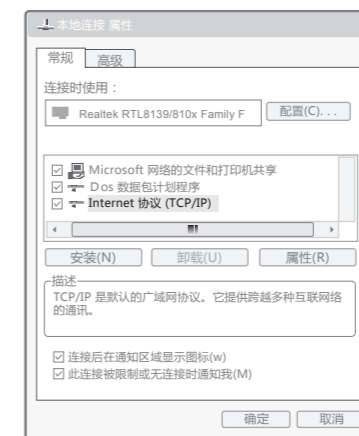 本地连接 属性
常规 高级
连接时使用：
Realtek RTL8139/810x Family F 配置(C). . .
Microsoft 网络的文件和打印机共享
Dos 数据包计划程序
Internet 协议 (TCP/IP)
安装(N) 卸载(U) 属性(R)
描述
TCP/IP 是默认的广域网协议。它提供跨越多种互联网络
的通讯。
连接后在通知区域显示图标(w)
此连接被限制或无连接时通知我(M)
确定 取消